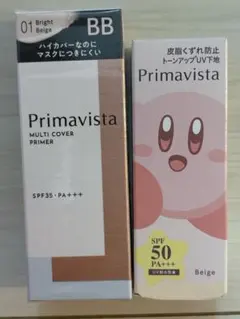 01 Bright
Beige
BB
ハイカバーなのに
マスクにつきにくい
Primavista
MULTI COVER
PRIMER
SPF35・PA+++
皮脂くずれ防止
トーンアップUV下地
Primavista
SPF
50
PA+++
Beige